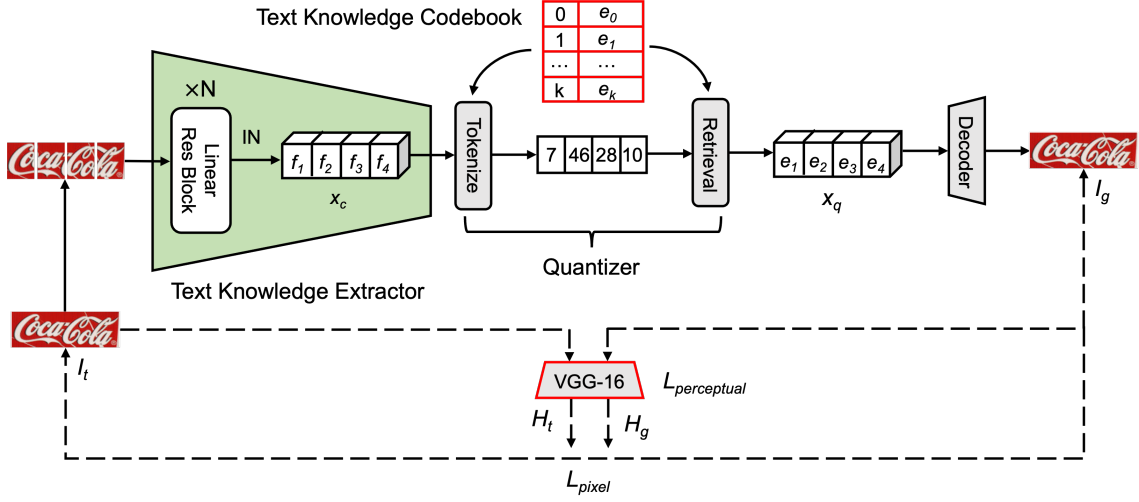 Text Knowledge Codebook
0 e0
1 e1
... ...
k ek
×N
Linear
Res Block
IN
f1 f2 f3 f4
xc
Tokenize
7 46 28 10
Retrieval
e1 e2 e3 e4
xq
Decoder
Coca-Cola
Coca-Cola
Ig
Quantizer
Text Knowledge Extractor
Coca-Cola
It
VGG-16
Lperceptual
Ht
Hg
Lpixel